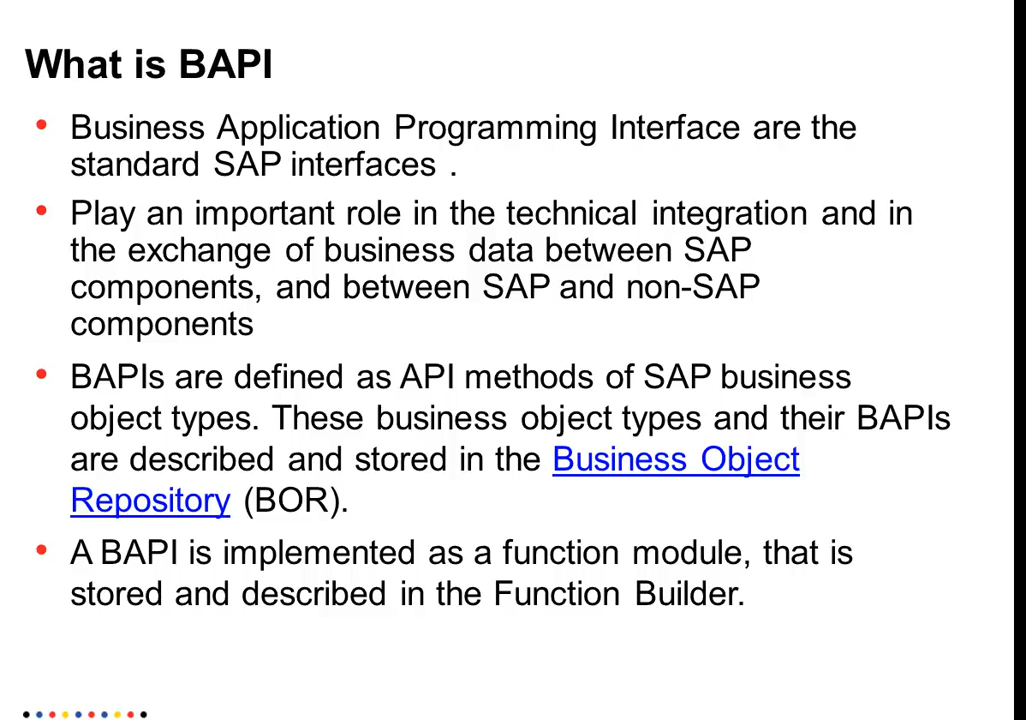 What is BAPI
• Business Application Programming Interface are the
standard SAP interfaces .
• Play an important role in the technical integration and in
the exchange of business data between SAP
components, and between SAP and non-SAP
components
• BAPIs are defined as API methods of SAP business
object types. These business object types and their BAPIs
are described and stored in the Business Object
Repository (BOR).
• A BAPI is implemented as a function module, that is
stored and described in the Function Builder.